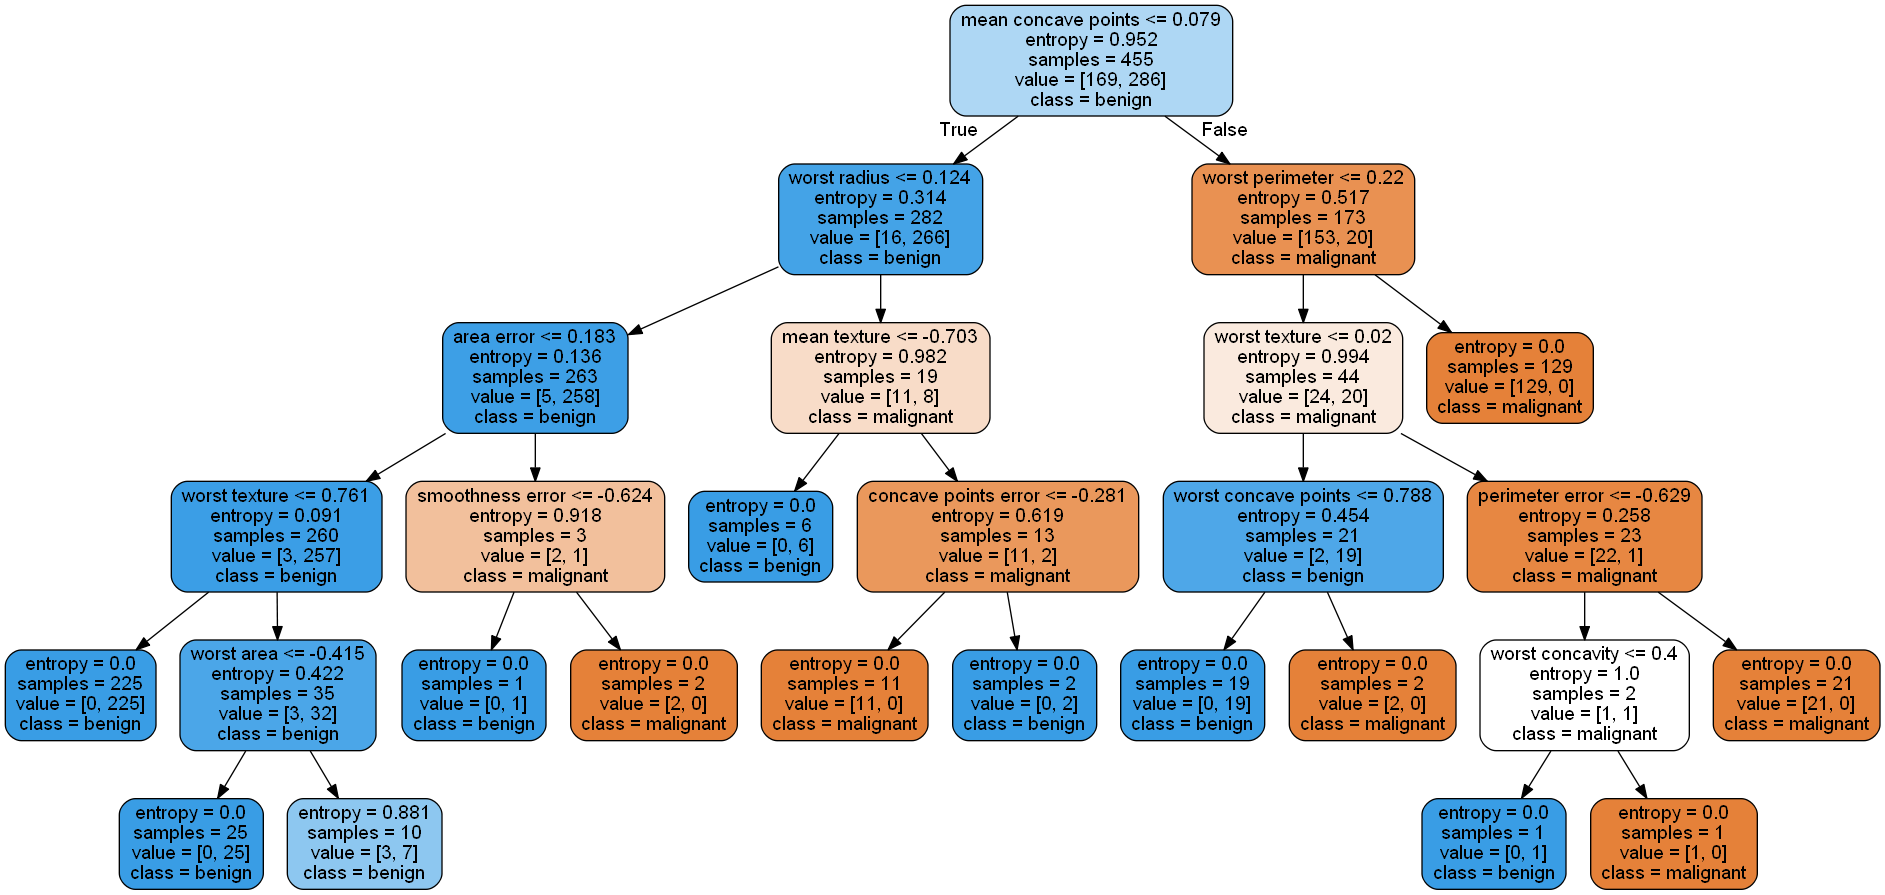 mean concave points <= 0.079
entropy = 0.952
samples = 455
value = [169, 286]
class = benign
True
False
worst radius <= 0.124
entropy = 0.314
samples = 282
value = [16, 266]
class = benign
worst perimeter <= 0.22
entropy = 0.517
samples = 173
value = [153, 20]
class = malignant
area error <= 0.183
entropy = 0.136
samples = 263
value = [5, 258]
class = benign
mean texture <= -0.703
entropy = 0.982
samples = 19
value = [11, 8]
class = malignant
worst texture <= 0.02
entropy = 0.994
samples = 44
value = [24, 20]
class = malignant
entropy = 0.0
samples = 129
value = [129, 0]
class = malignant
worst texture <= 0.761
entropy = 0.091
samples = 260
value = [3, 257]
class = benign
smoothness error <= -0.624
entropy = 0.918
samples = 3
value = [2, 1]
class = malignant
entropy = 0.0
samples = 6
value = [0, 6]
class = benign
concave points error <= -0.281
entropy = 0.619
samples = 13
value = [11, 2]
class = malignant
worst concave points <= 0.788
entropy = 0.454
samples = 21
value = [2, 19]
class = benign
perimeter error <= -0.629
entropy = 0.258
samples = 23
value = [22, 1]
class = malignant
entropy = 0.0
samples = 225
value = [0, 225]
class = benign
worst area <= -0.415
entropy = 0.422
samples = 35
value = [3, 32]
class = benign
entropy = 0.0
samples = 1
value = [0, 1]
class = benign
entropy = 0.0
samples = 2
value = [2, 0]
class = malignant
entropy = 0.0
samples = 11
value = [11, 0]
class = malignant
entropy = 0.0
samples = 2
value = [0, 2]
class = benign
entropy = 0.0
samples = 19
value = [0, 19]
class = benign
entropy = 0.0
samples = 2
value = [2, 0]
class = malignant
worst concavity <= 0.4
entropy = 1.0
samples = 2
value = [1, 1]
class = malignant
entropy = 0.0
samples = 21
value = [21, 0]
class = malignant
entropy = 0.0
samples = 25
value = [0, 25]
class = benign
entropy = 0.881
samples = 10
value = [3, 7]
class = benign
entropy = 0.0
samples = 1
value = [0, 1]
class = benign
entropy = 0.0
samples = 1
value = [1, 0]
class = malignant